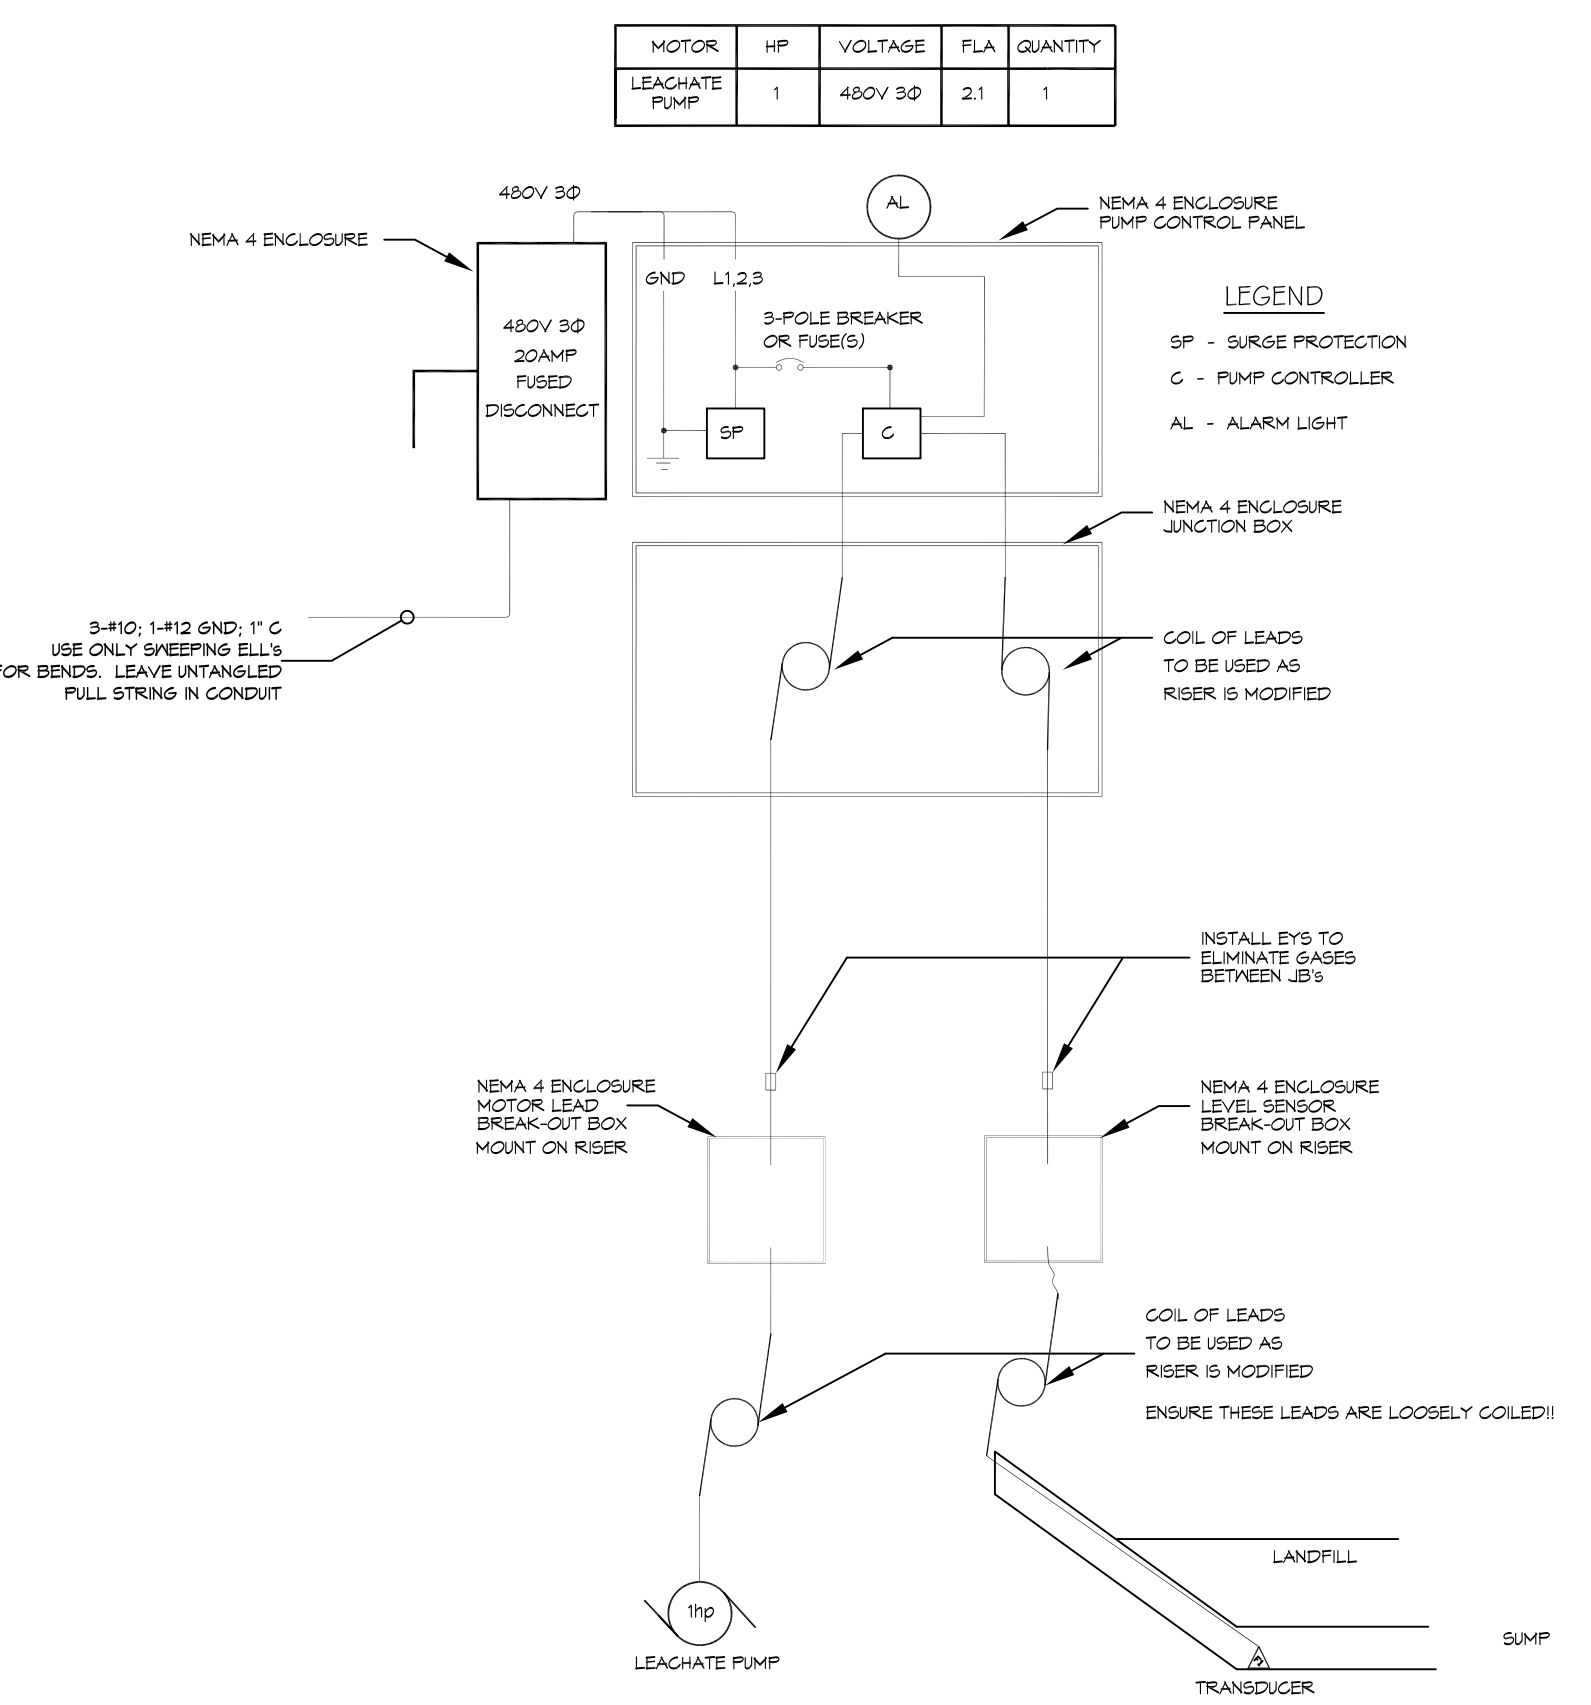 MOTOR HP VOLTAGE FLA QUANTITY
LEACHATE
PUMP
1 480V 3Φ 2.1 1
480V 3Φ
AL
NEMA 4 ENCLOSURE
PUMP CONTROL PANEL
NEMA 4 ENCLOSURE
GND L1,2,3
LEGEND
3-POLE BREAKER
OR FUSE(S)
480V 3Φ
20AMP
FUSED
DISCONNECT
SP - SURGE PROTECTION
C - PUMP CONTROLLER
AL - ALARM LIGHT
SP
C
NEMA 4 ENCLOSURE
JUNCTION BOX
3-#10; 1-#12 GND; 1" C
USE ONLY SWEEPING ELL's
FOR BENDS. LEAVE UNTANGLED
PULL STRING IN CONDUIT
COIL OF LEADS
TO BE USED AS
RISER IS MODIFIED
INSTALL EYS TO
ELIMINATE GASES
BETWEEN JB's
NEMA 4 ENCLOSURE
MOTOR LEAD
BREAK-OUT BOX
MOUNT ON RISER
NEMA 4 ENCLOSURE
LEVEL SENSOR
BREAK-OUT BOX
MOUNT ON RISER
COIL OF LEADS
TO BE USED AS
RISER IS MODIFIED
ENSURE THESE LEADS ARE LOOSELY COILED!!
LANDFILL
1hp
SUMP
LEACHATE PUMP
TRANSDUCER